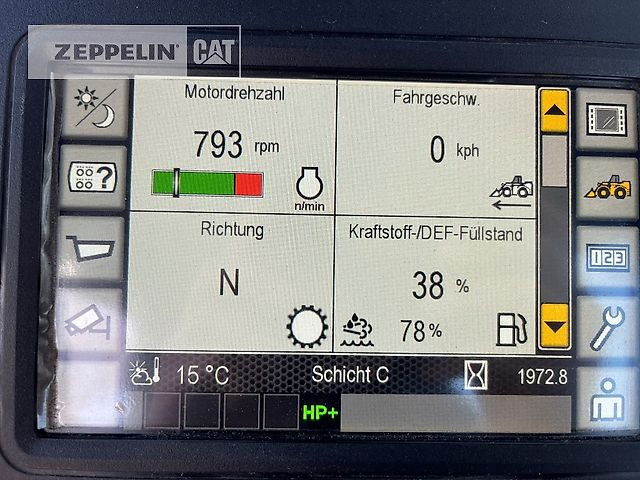 ZEPPELIN CAT
Motordrehzahl
793 rpm
n/min
Fahrgeschw.
0 kph
Richtung
N
Kraftstoff-/DEF-Füllstand
38 %
78%
?
123
15 °C
Schicht C
1972.8
HP+